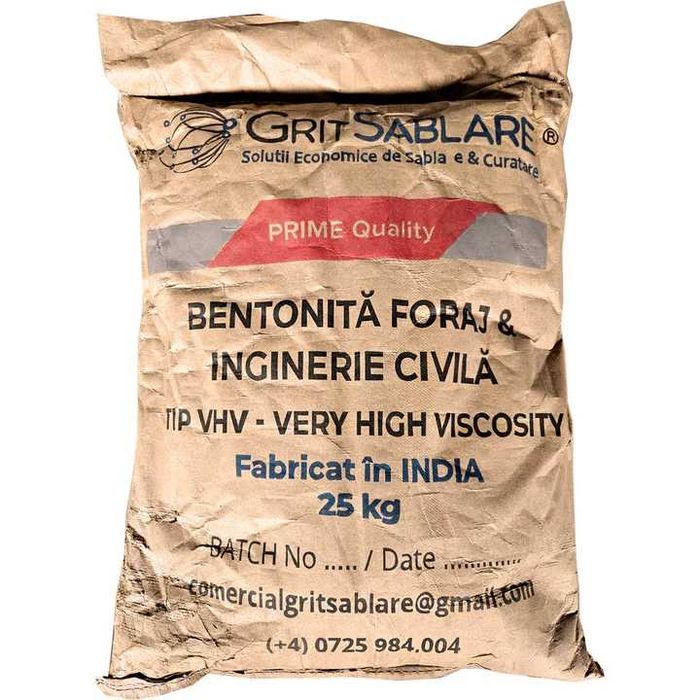 GRITSABLARE ®
Solutii Economice de Sabla e & Curatare
PRIME Quality
BENTONITĂ FORAJ &
INGINERIE CIVILĂ
TIP VHV - VERY HIGH VISCOSITY
Fabricat în INDIA
25 kg
BATCH No ..... / Date .............
comercialgritsablare@gmail.com
(+4) 0725 984.004